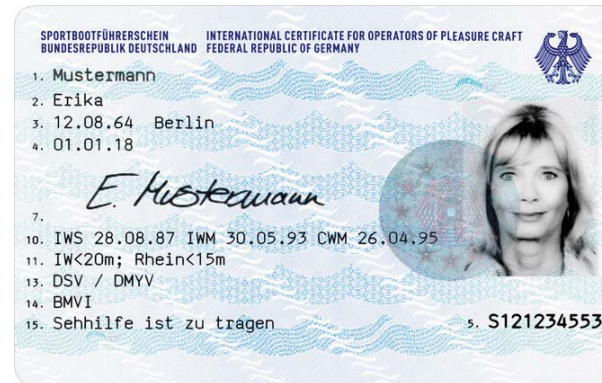 SPORTBOOTFÜHRERSCHEIN INTERNATIONAL CERTIFICATE FOR OPERATORS OF PLEASURE CRAFT
BUNDESREPUBLIK DEUTSCHLAND FEDERAL REPUBLIC OF GERMANY
1. Mustermann
2. Erika
3. 12.08.64 Berlin
4. 01.01.18
E. Mustermann
7.
10. IWS 28.08.87 IWM 30.05.93 CWM 26.04.95
11. IW<20m; Rhein<15m
13. DSV / DMYV
14. BMVI
15. Sehhilfe ist zu tragen 5. S121234553